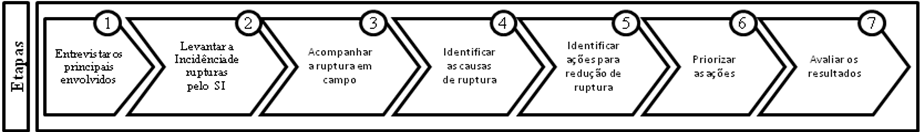 Etapas
1
Entrevistar os
principais
envolvidos
2
Levantar a
Incidência de
rupturas
pelo SI
3
Acompanhar
a ruptura em
campo
4
Identificar
as causas
de ruptura
5
Identificar
ações para
redução de
ruptura
6
Priorizar
as ações
7
Avaliar os
resultados